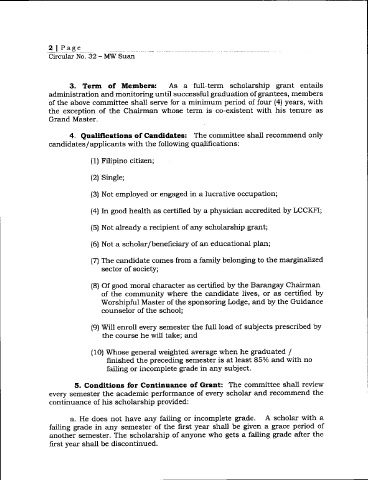 2 | P a g e
Circular No. 32 – MW Suan
3. Term of Members: As a full-term scholarship grant entails
administration and monitoring until successful graduation of grantees, members
of the above committee shall serve for a minimum period of four (4) years, with
the exception of the Chairman whose term is co-existent with his tenure as
Grand Master.
4. Qualifications of Candidates: The committee shall recommend only
candidates/applicants with the following qualifications:
(1) Filipino citizen;
(2) Single;
(3) Not employed or engaged in a lucrative occupation;
(4) In good health as certified by a physician accredited by LCCKFI;
(5) Not already a recipient of any scholarship grant;
(6) Not a scholar/beneficiary of an educational plan;
(7) The candidate comes from a family belonging to the marginalized
sector of society;
(8) Of good moral character as certified by the Barangay Chairman
of the community where the candidate lives, or as certified by
Worshipful Master of the sponsoring Lodge, and by the Guidance
counselor of the school;
(9) Will enroll every semester the full load of subjects prescribed by
the course he will take; and
(10) Whose general weighted average when he graduated /
finished the preceding semester is at least 85% and with no
failing or incomplete grade in any subject.
5. Conditions for Continuance of Grant: The committee shall review
every semester the academic performance of every scholar and recommend the
continuance of his scholarship provided:
a. He does not have any failing or incomplete grade. A scholar with a
failing grade in any semester of the first year shall be given a grace period of
another semester. The scholarship of anyone who gets a failing grade after the
first year shall be discontinued.